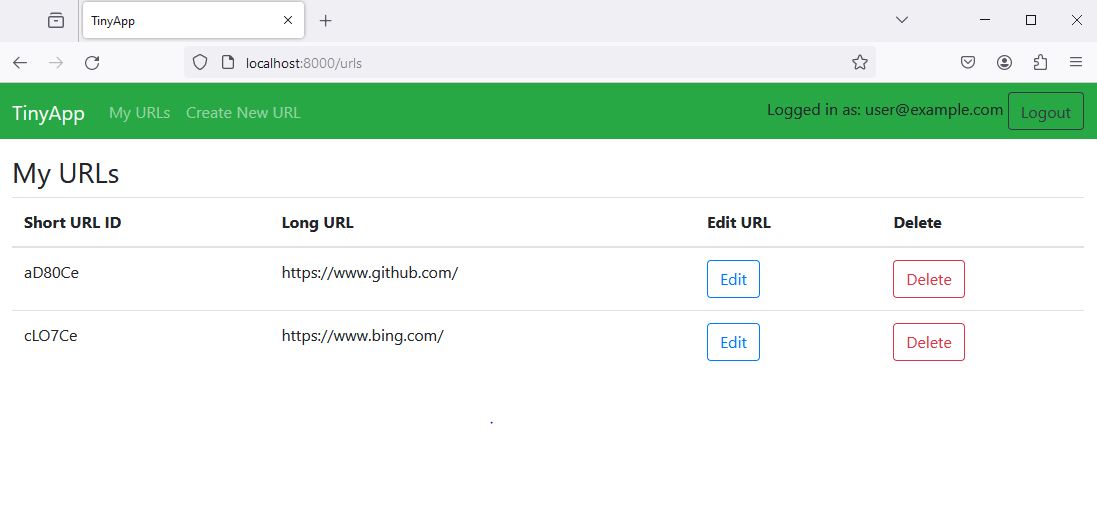 TinyApp
localhost:8000/urls
TinyApp My URLs Create New URL Logged in as: user@example.com Logout
My URLs
Short URL ID Long URL Edit URL Delete
aD80Ce https://www.github.com/ Edit Delete
cLO7Ce https://www.bing.com/ Edit Delete